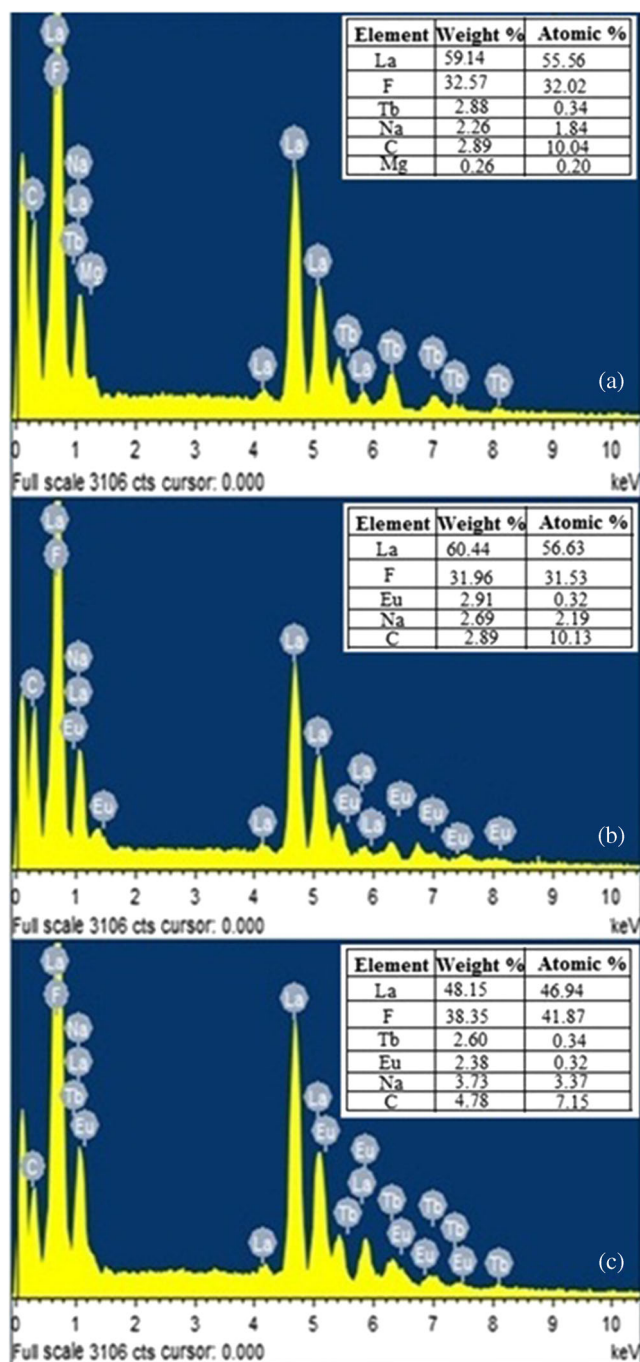 La
F
C
Na
La
Tb
Mg
La
La
La
Tb
La
Tb
Tb
Tb
Tb
Element Weight % Atomic %
La 59.14 55.56
F 32.57 32.02
Tb 2.88 0.34
Na 2.26 1.84
C 2.89 10.04
Mg 0.26 0.20
(a)
0 1 2 3 4 5 6 7 8 9 10
Full scale 3106 cts cursor: 0.000 keV
La
F
C
Na
La
Eu
Eu
La
La
La
La
Eu
La
Eu
Eu
Eu
Eu
Element Weight % Atomic %
La 60.44 56.63
F 31.96 31.53
Eu 2.91 0.32
Na 2.69 2.19
C 2.89 10.13
(b)
0 1 2 3 4 5 6 7 8 9 10
Full scale 3106 cts cursor: 0.000 keV
La
F
C
Na
La
Tb
Eu
La
La
La
Eu
Tb
Eu
La
Tb
Eu
Eu
Tb
Tb
Eu
Tb
Element Weight % Atomic %
La 48.15 46.94
F 38.35 41.87
Tb 2.60 0.34
Eu 2.38 0.32
Na 3.73 3.37
C 4.78 7.15
(c)
0 1 2 3 4 5 6 7 8 9 10
Full scale 3106 cts cursor: 0.000 keV